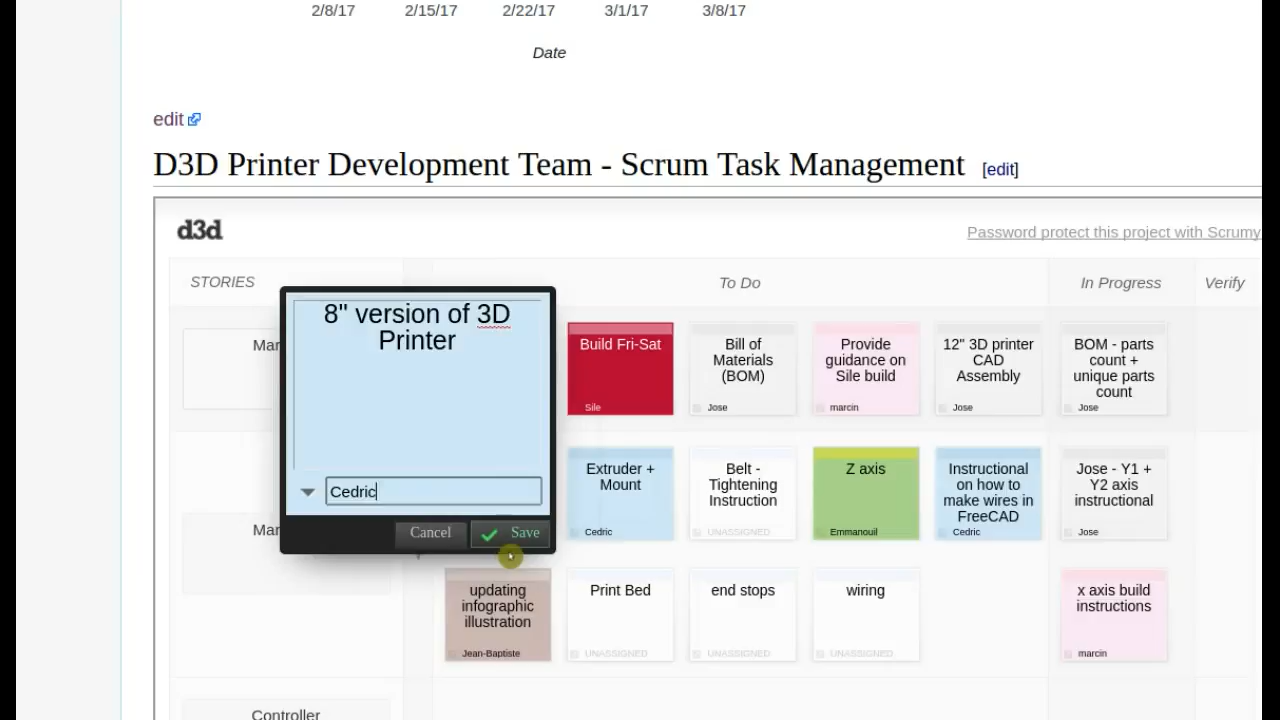 2/8/17 2/15/17 2/22/17 3/1/17 3/8/17
Date
edit
D3D Printer Development Team - Scrum Task Management [edit]
d3d
Password protect this project with Scrumy
STORIES
To Do
In Progress
Verify
8" version of 3D
Printer
Cedric
Cancel
Save
Mar
Build Fri-Sat
Sile
Bill of
Materials
(BOM)
Jose
Provide
guidance on
Sile build
marcin
12" 3D printer
CAD
Assembly
Jose
BOM - parts
count +
unique parts
count
Jose
Mar
Extruder +
Mount
Cedric
Belt -
Tightening
Instruction
UNASSIGNED
Z axis
Emmanouil
Instructional
on how to
make wires in
FreeCAD
Cedric
Jose - Y1 +
Y2 axis
instructional
Jose
updating
infographic
illustration
Jean-Baptiste
Print Bed
UNASSIGNED
end stops
UNASSIGNED
wiring
UNASSIGNED
x axis build
instructions
marcin
Controller